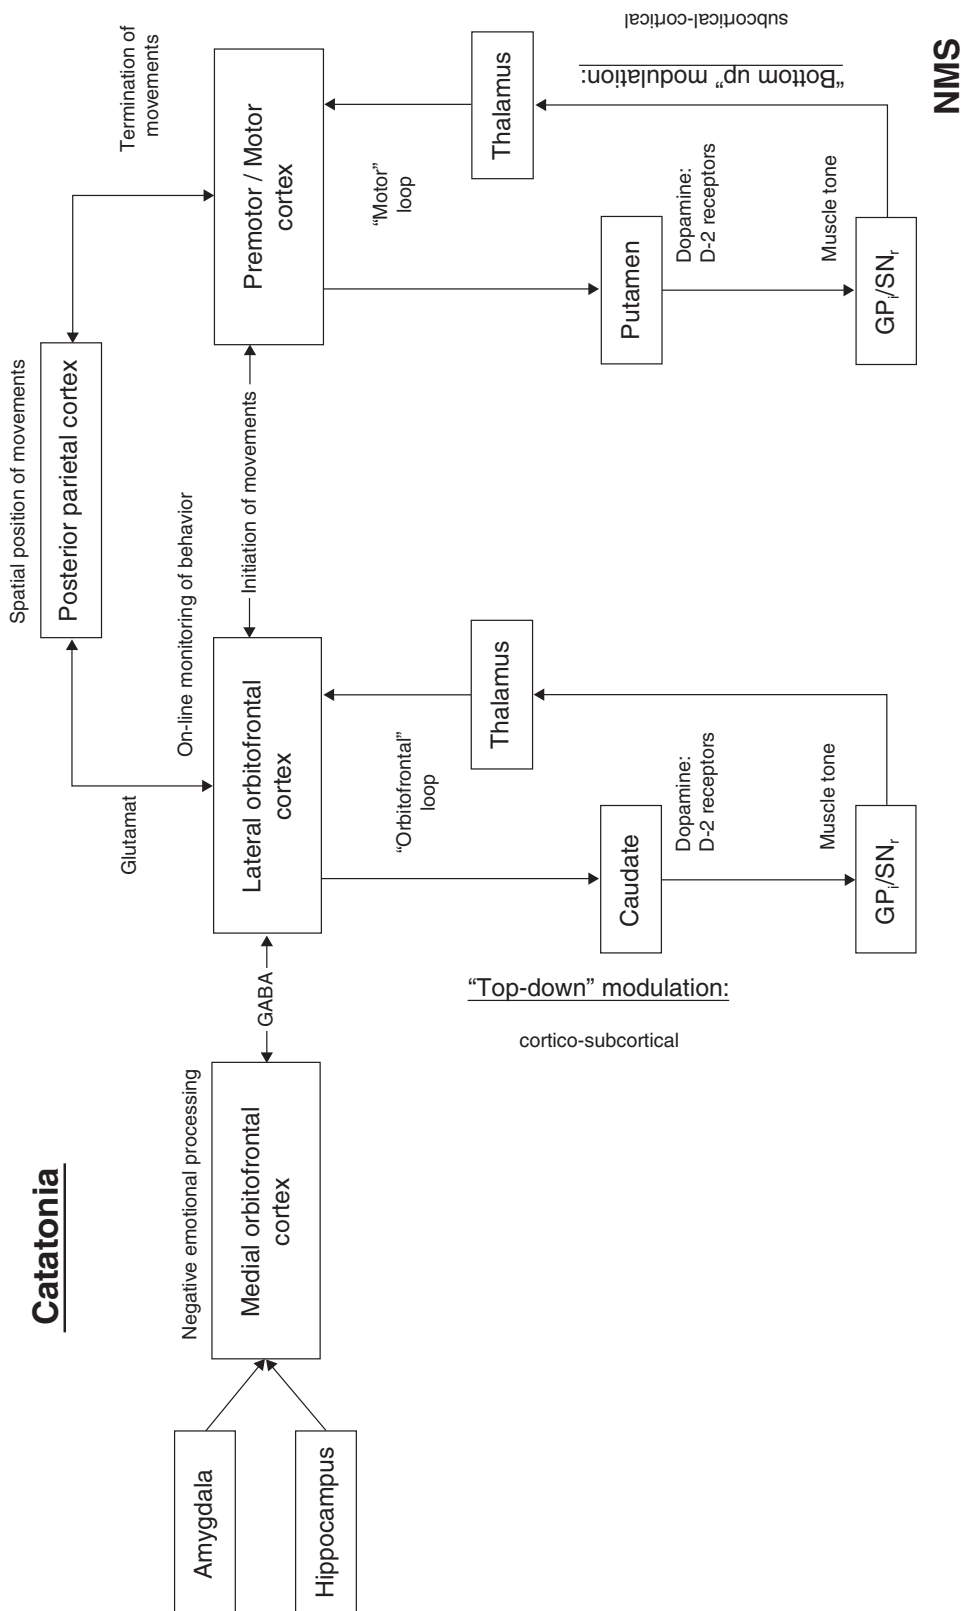 Catatonia
Amygdala
Hippocampus
Negative emotional processing
Medial orbitofrontal
cortex
GABA
Glutamat
Spatial position of movements
Posterior parietal cortex
On-line monitoring of behavior
Lateral orbitofrontal
cortex
Initiation of movements
Termination of
movements
Premotor / Motor
cortex
"Orbitofrontal"
loop
Thalamus
"Motor"
loop
Thalamus
"Top-down" modulation:
cortico-subcortical
Caudate
Dopamine:
D-2 receptors
Muscle tone
GPi/SNr
Putamen
Dopamine:
D-2 receptors
Muscle tone
GPi/SNr
"Bottom up" modulation:
subcortical-cortical
NMS